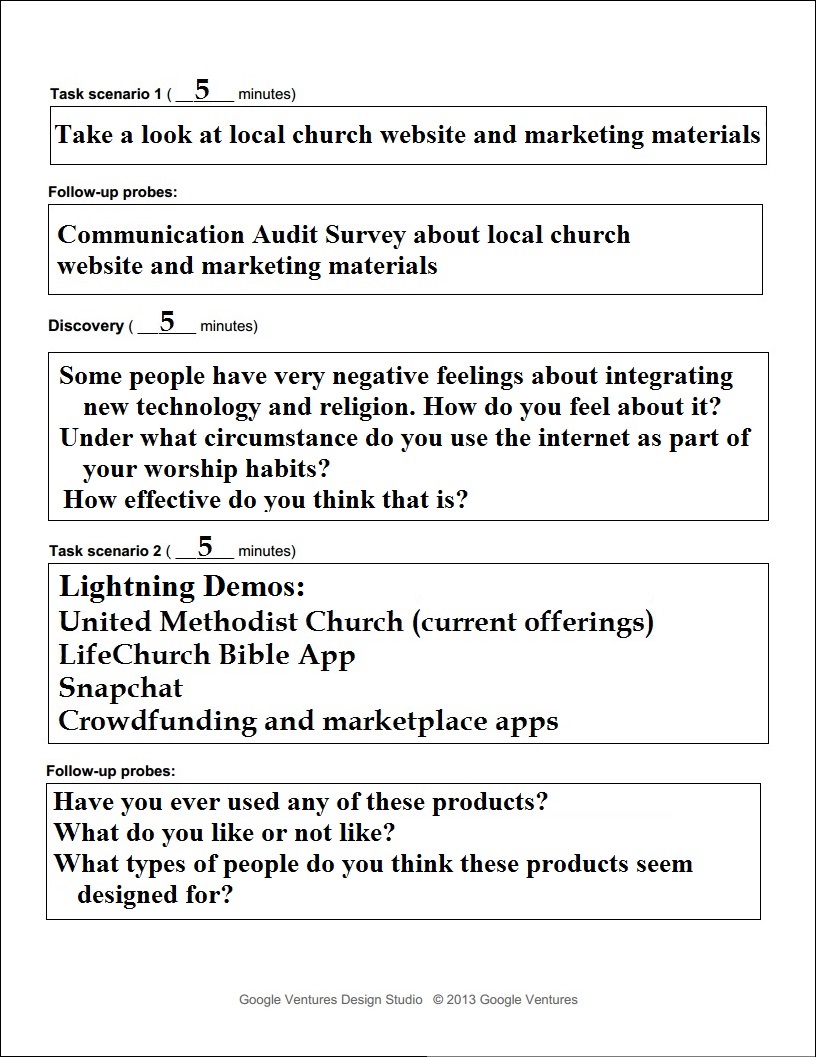 Task scenario 1 ( __5___ minutes)
Take a look at local church website and marketing materials
Follow-up probes:
Communication Audit Survey about local church
website and marketing materials
Discovery ( __5___ minutes)
Some people have very negative feelings about integrating
new technology and religion. How do you feel about it?
Under what circumstance do you use the internet as part of
your worship habits?
How effective do you think that is?
Task scenario 2 ( __5___ minutes)
Lightning Demos:
United Methodist Church (current offerings)
LifeChurch Bible App
Snapchat
Crowdfunding and marketplace apps
Follow-up probes:
Have you ever used any of these products?
What do you like or not like?
What types of people do you think these products seem
designed for?
Google Ventures Design Studio © 2013 Google Ventures